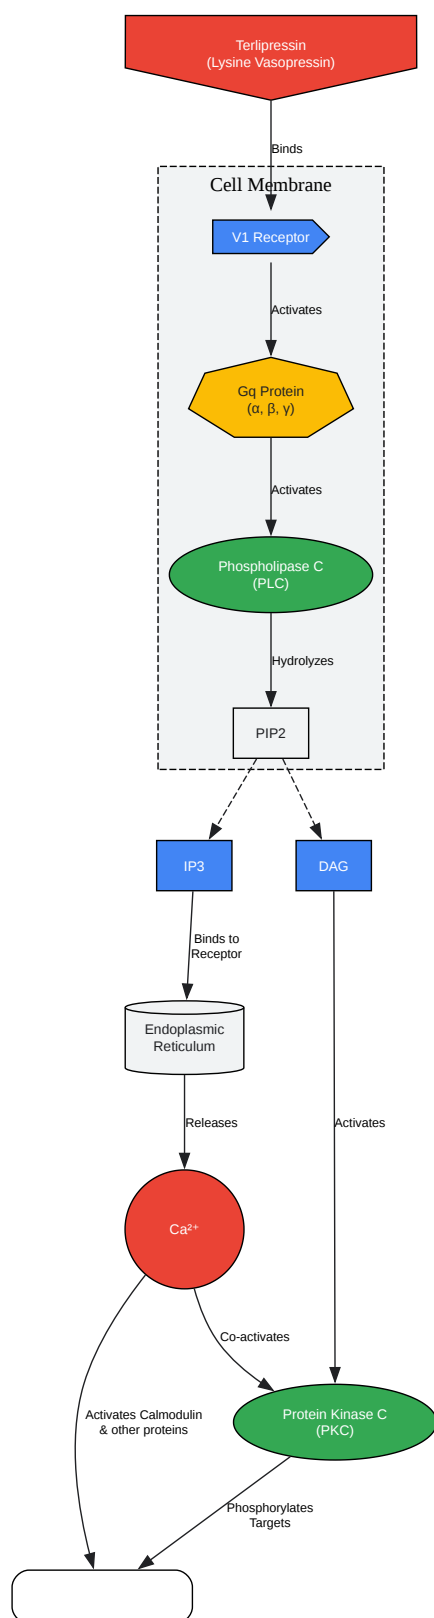 Terlipressin
(Lysine Vasopressin)
Binds
Cell Membrane
V1 Receptor
Activates
Gq Protein
(α, β, γ)
Activates
Phospholipase C
(PLC)
Hydrolyzes
PIP2
IP3
DAG
Binds to
Receptor
Endoplasmic
Reticulum
Releases
Activates
Ca²⁺
Co-activates
Protein Kinase C
(PKC)
Activates Calmodulin
& other proteins
Phosphorylates
Targets